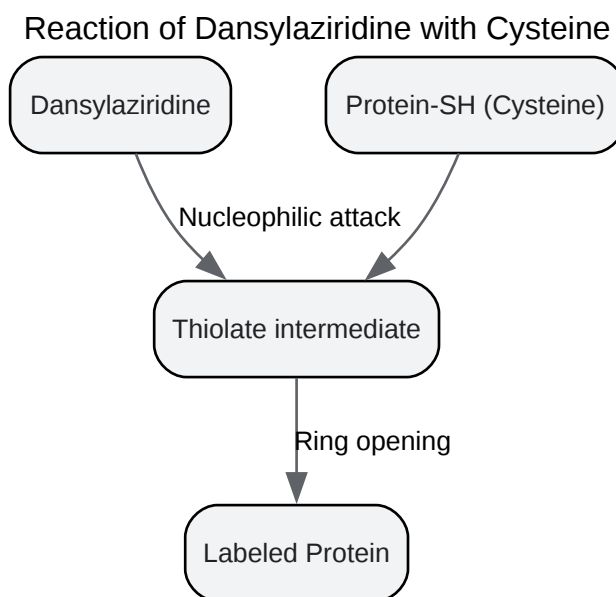 Reaction of Dansylaziridine with Cysteine
Dansylaziridine
Protein-SH (Cysteine)
Nucleophilic attack
Thiolate intermediate
Ring opening
Labeled Protein